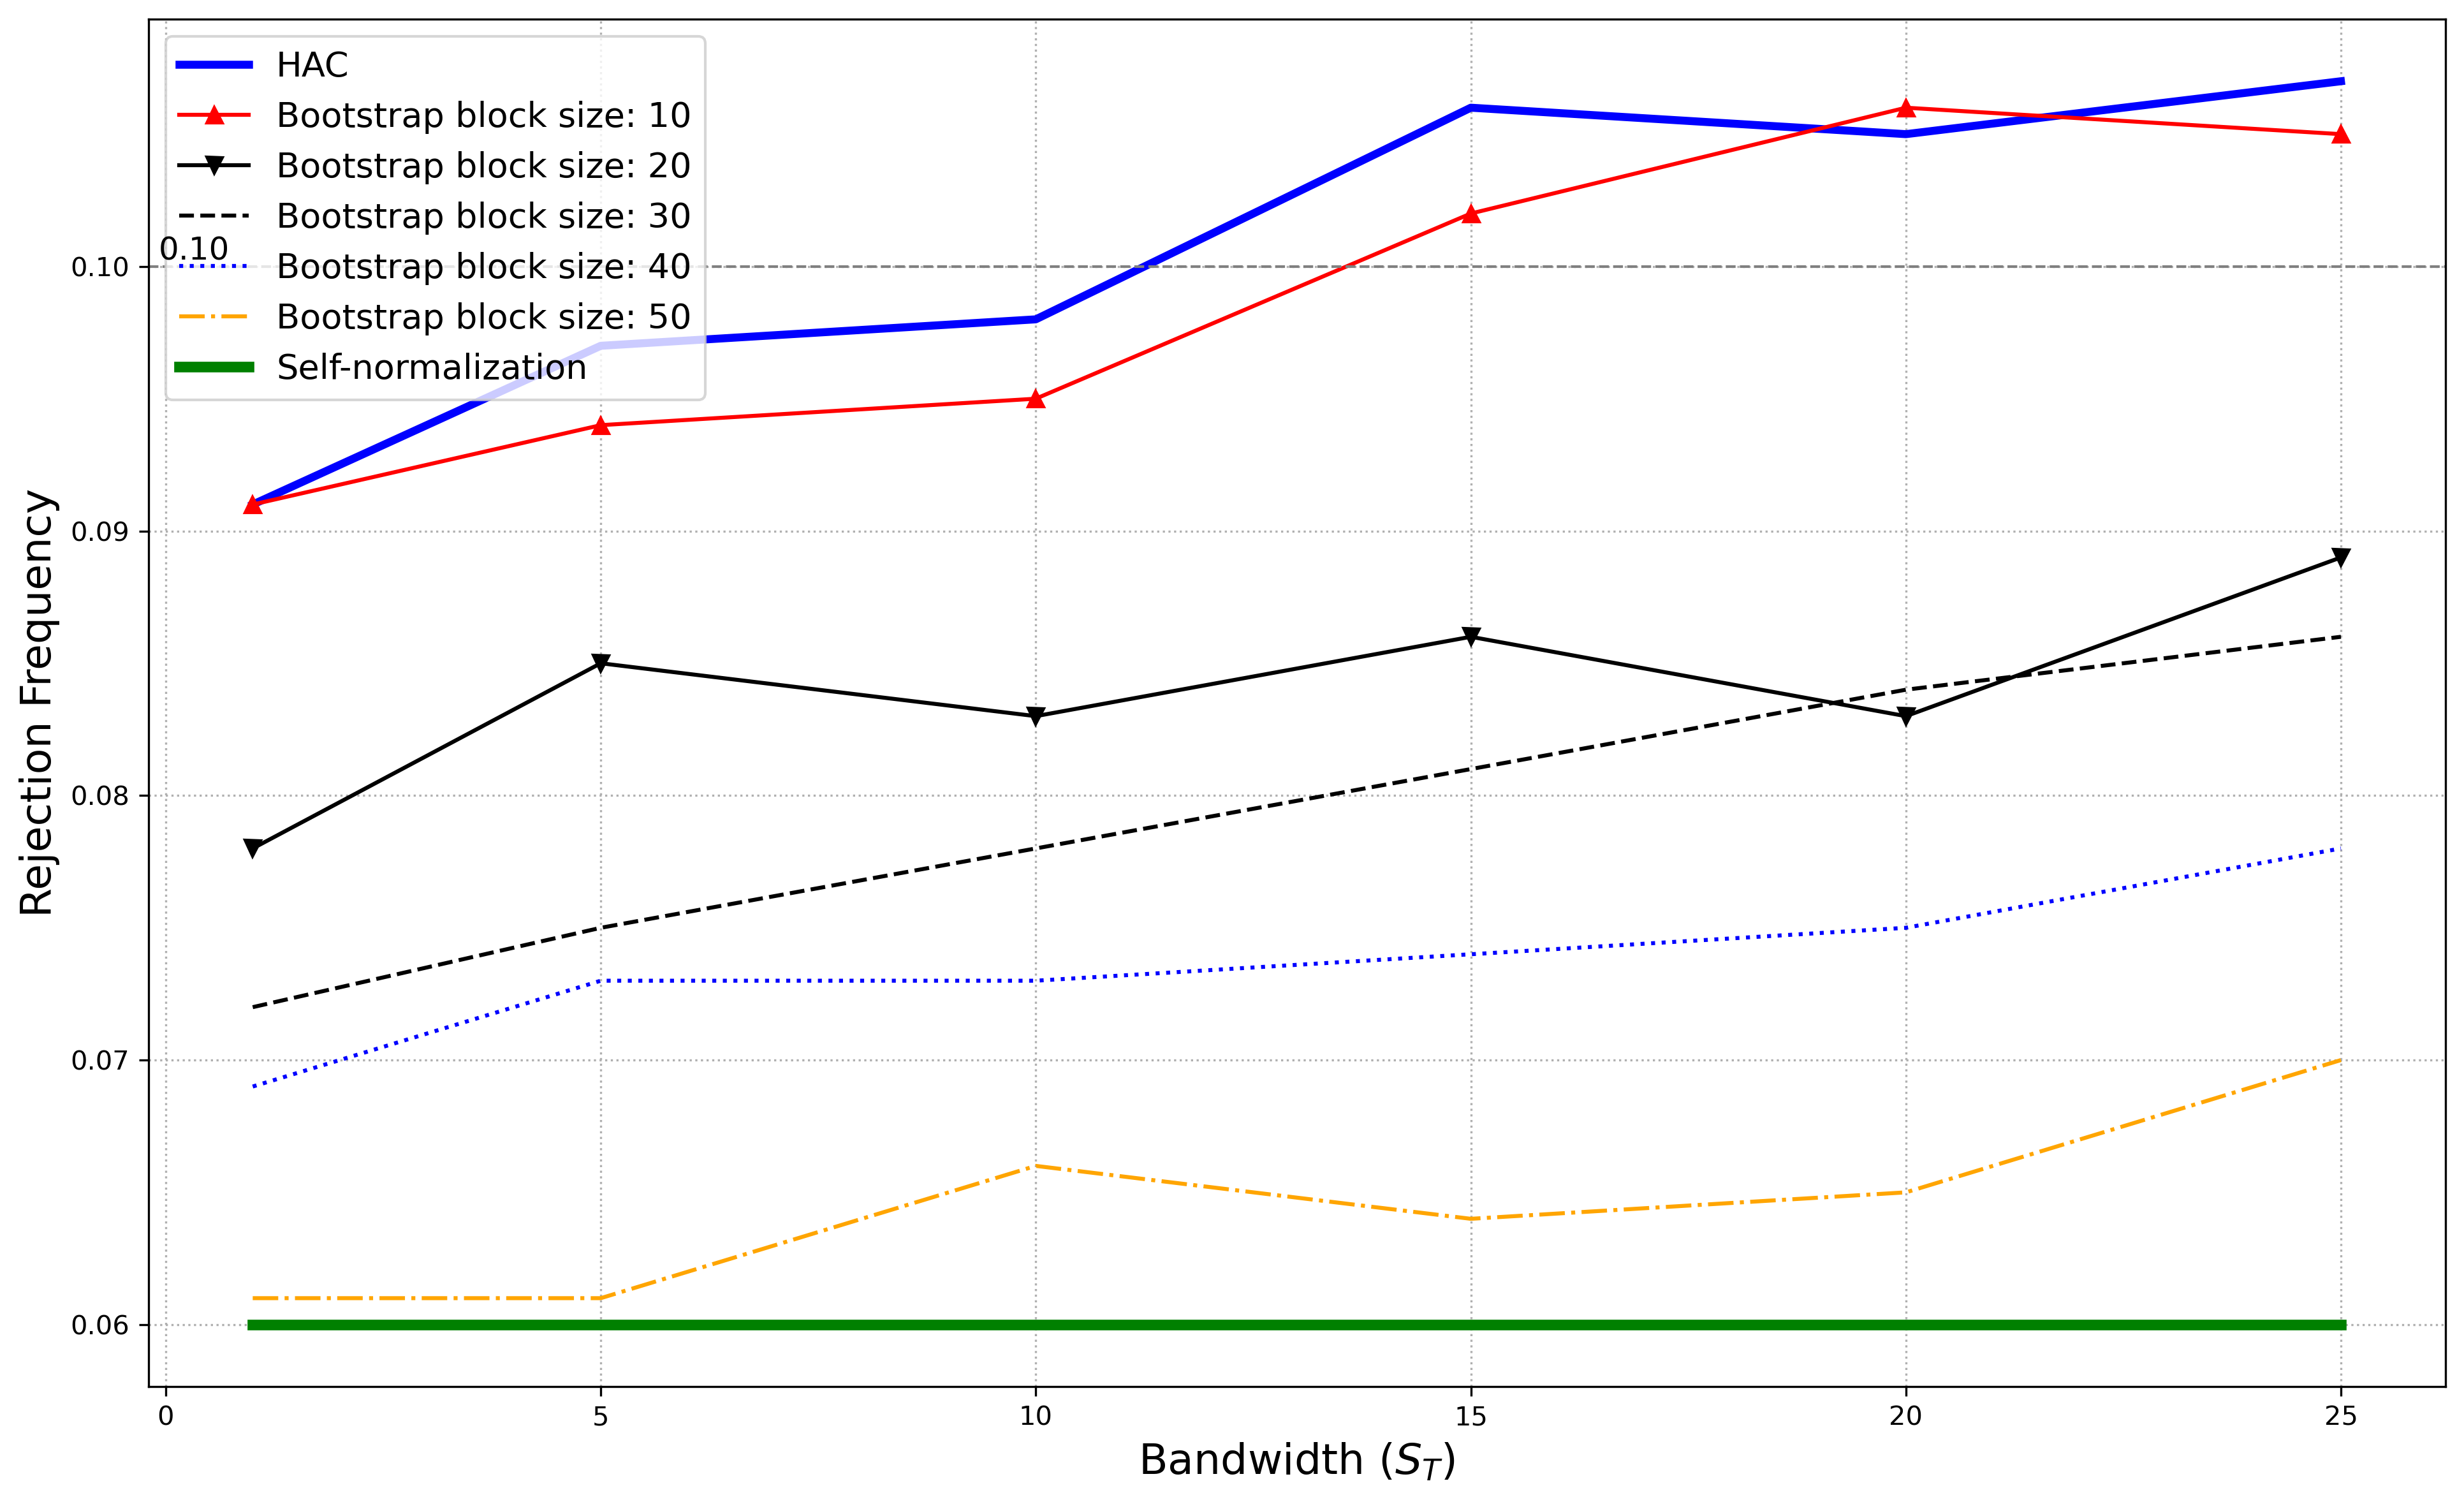 HAC
Bootstrap block size: 10
Bootstrap block size: 20
Bootstrap block size: 30
0.10
Bootstrap block size: 40
Bootstrap block size: 50
Self-normalization
Rejection Frequency
0.10
0.09
0.08
0.07
0.06
0 5 10 15 20 25
Bandwidth (S_T)